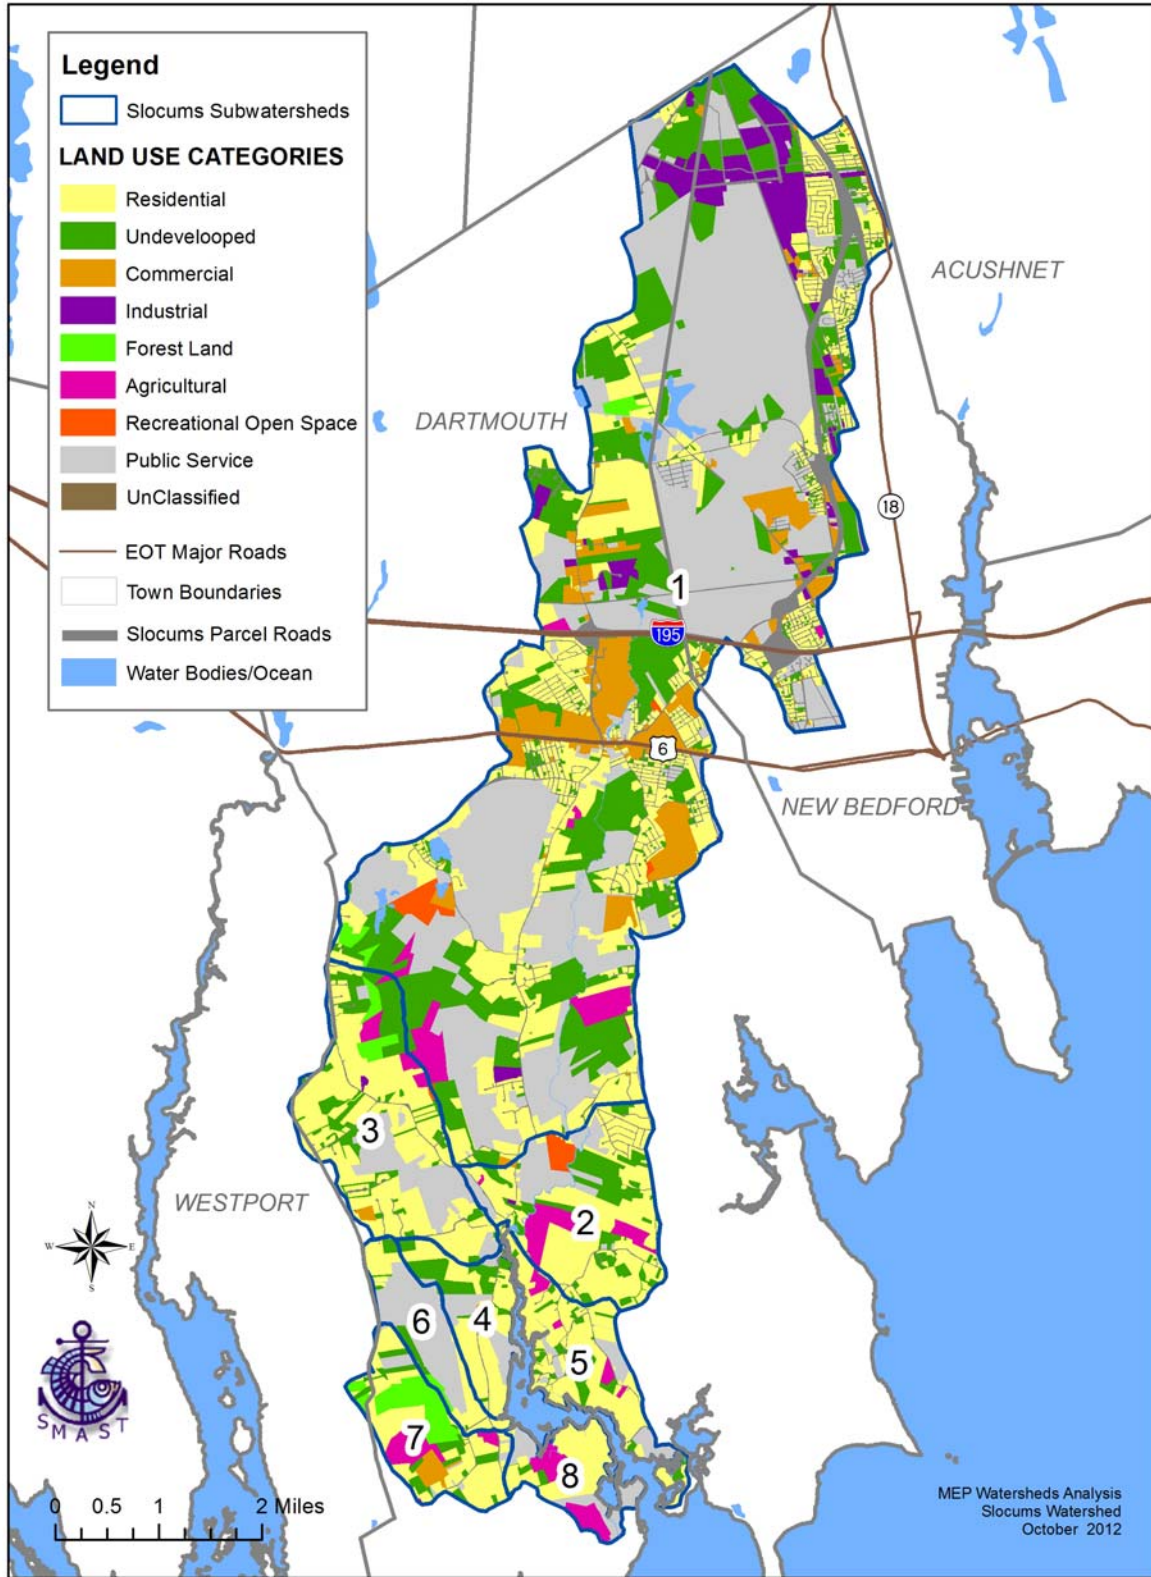 Legend
Slocums Subwatersheds
LAND USE CATEGORIES
Residential
Undevelooped
Commercial
Industrial
Forest Land
Agricultural
Recreational Open Space
Public Service
UnClassified
EOT Major Roads
Town Boundaries
Slocums Parcel Roads
Water Bodies/Ocean
ACUSHNET
DARTMOUTH
18
1
195
6
NEW BEDFORD
3
WESTPORT
2
N
W E
S
6
4
5
SMAST
7
8
0 0.5 1 2 Miles
MEP Watersheds Analysis
Slocums Watershed
October 2012